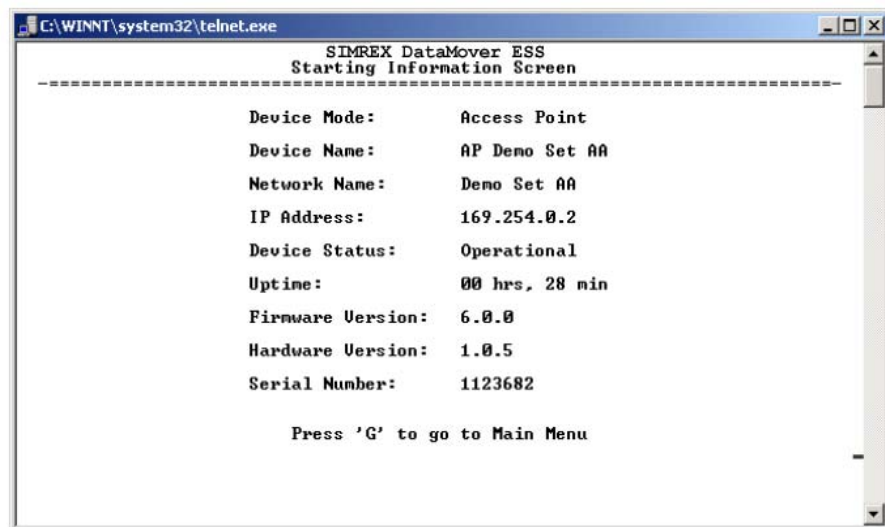 C:\WINNT\system32\telnet.exe
SIMREX DataMover ESS
Starting Information Screen
-==========================================================================-
Device Mode: Access Point
Device Name: AP Demo Set AA
Network Name: Demo Set AA
IP Address: 169.254.0.2
Device Status: Operational
Uptime: 00 hrs, 28 min
Firmware Version: 6.0.0
Hardware Version: 1.0.5
Serial Number: 1123682
Press 'G' to go to Main Menu